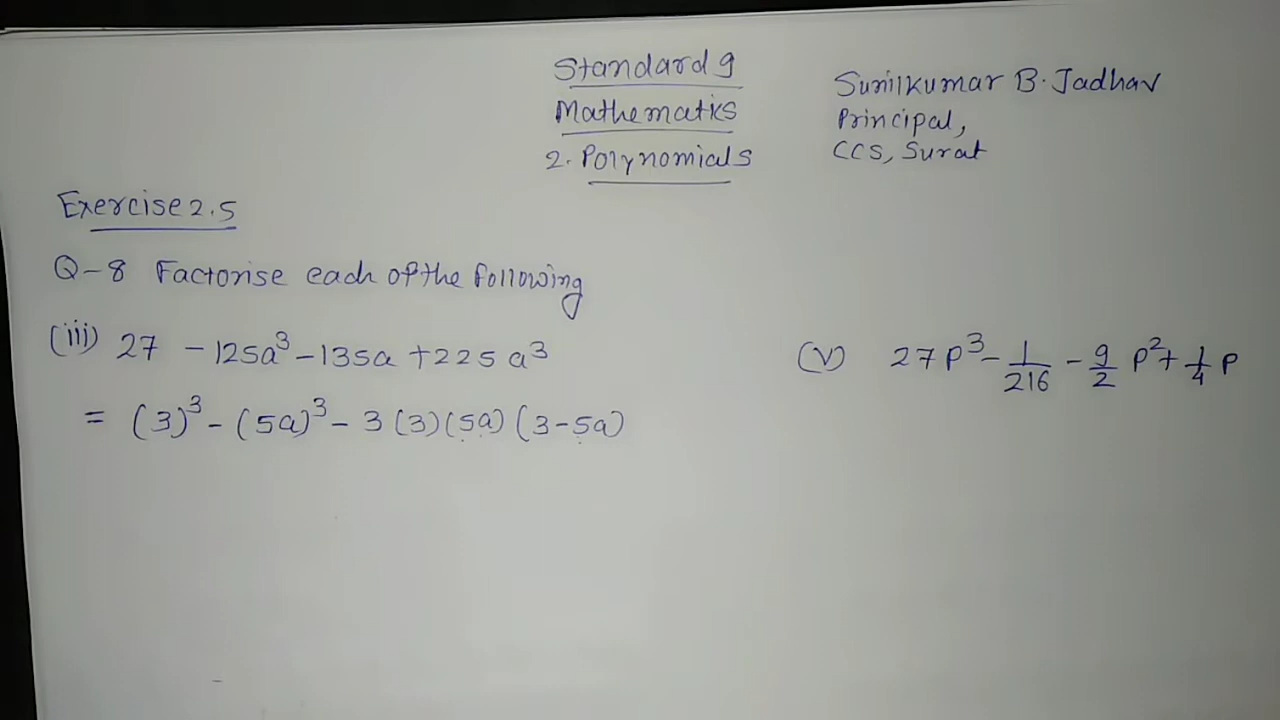 Standard 9
Mathematics
2. Polynomials
Sunilkumar B. Jadhav
Principal,
CCS, Surat
Exercise 2.5
Q-8 Factorise each of the following
(iii) 27 - 125a³ - 135a + 225a³
= (3)³ - (5a)³ - 3(3)(5a)(3-5a)
(v) 27p³ - 1/216 - 9/2 p² + 1/4 p